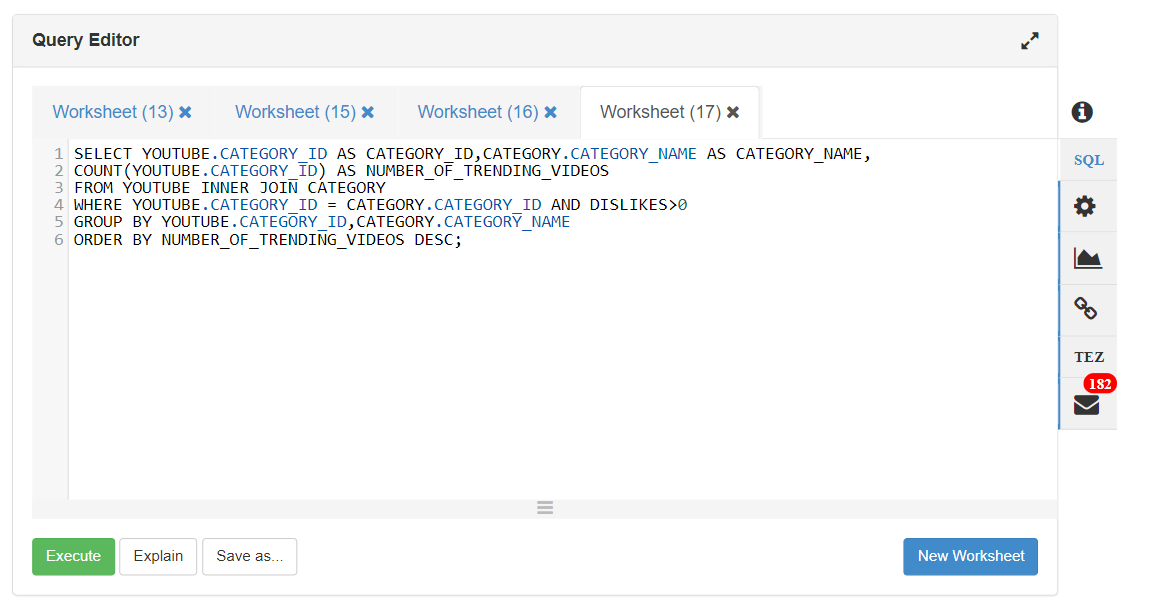 Query Editor
Worksheet (13) Worksheet (15) Worksheet (16) Worksheet (17)
1 SELECT YOUTUBE.CATEGORY_ID AS CATEGORY_ID,CATEGORY.CATEGORY_NAME AS CATEGORY_NAME,
2 COUNT(YOUTUBE.CATEGORY_ID) AS NUMBER_OF_TRENDING_VIDEOS
3 FROM YOUTUBE INNER JOIN CATEGORY
4 WHERE YOUTUBE.CATEGORY_ID = CATEGORY.CATEGORY_ID AND DISLIKES>0
5 GROUP BY YOUTUBE.CATEGORY_ID,CATEGORY.CATEGORY_NAME
6 ORDER BY NUMBER_OF_TRENDING_VIDEOS DESC;
SQL
TEZ
182
Execute Explain Save as... New Worksheet